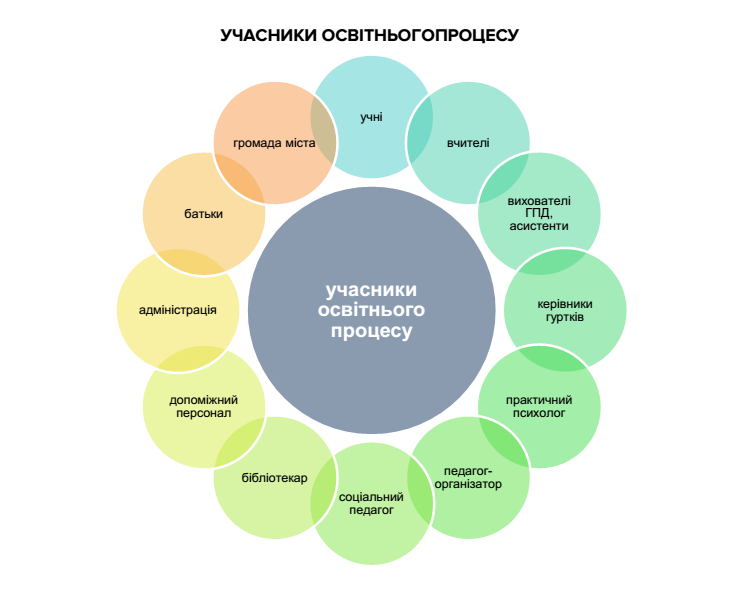 УЧАСНИКИ ОСВІТНЬОГОПРОЦЕСУ
учні
вчителі
вихователі
ГПД,
асистенти
керівники
гуртків
практичний
психолог
педагог-
організатор
соціальний
педагог
бібліотекар
допоміжний
персонал
адміністрація
батьки
громада міста
учасники
освітнього
процесу